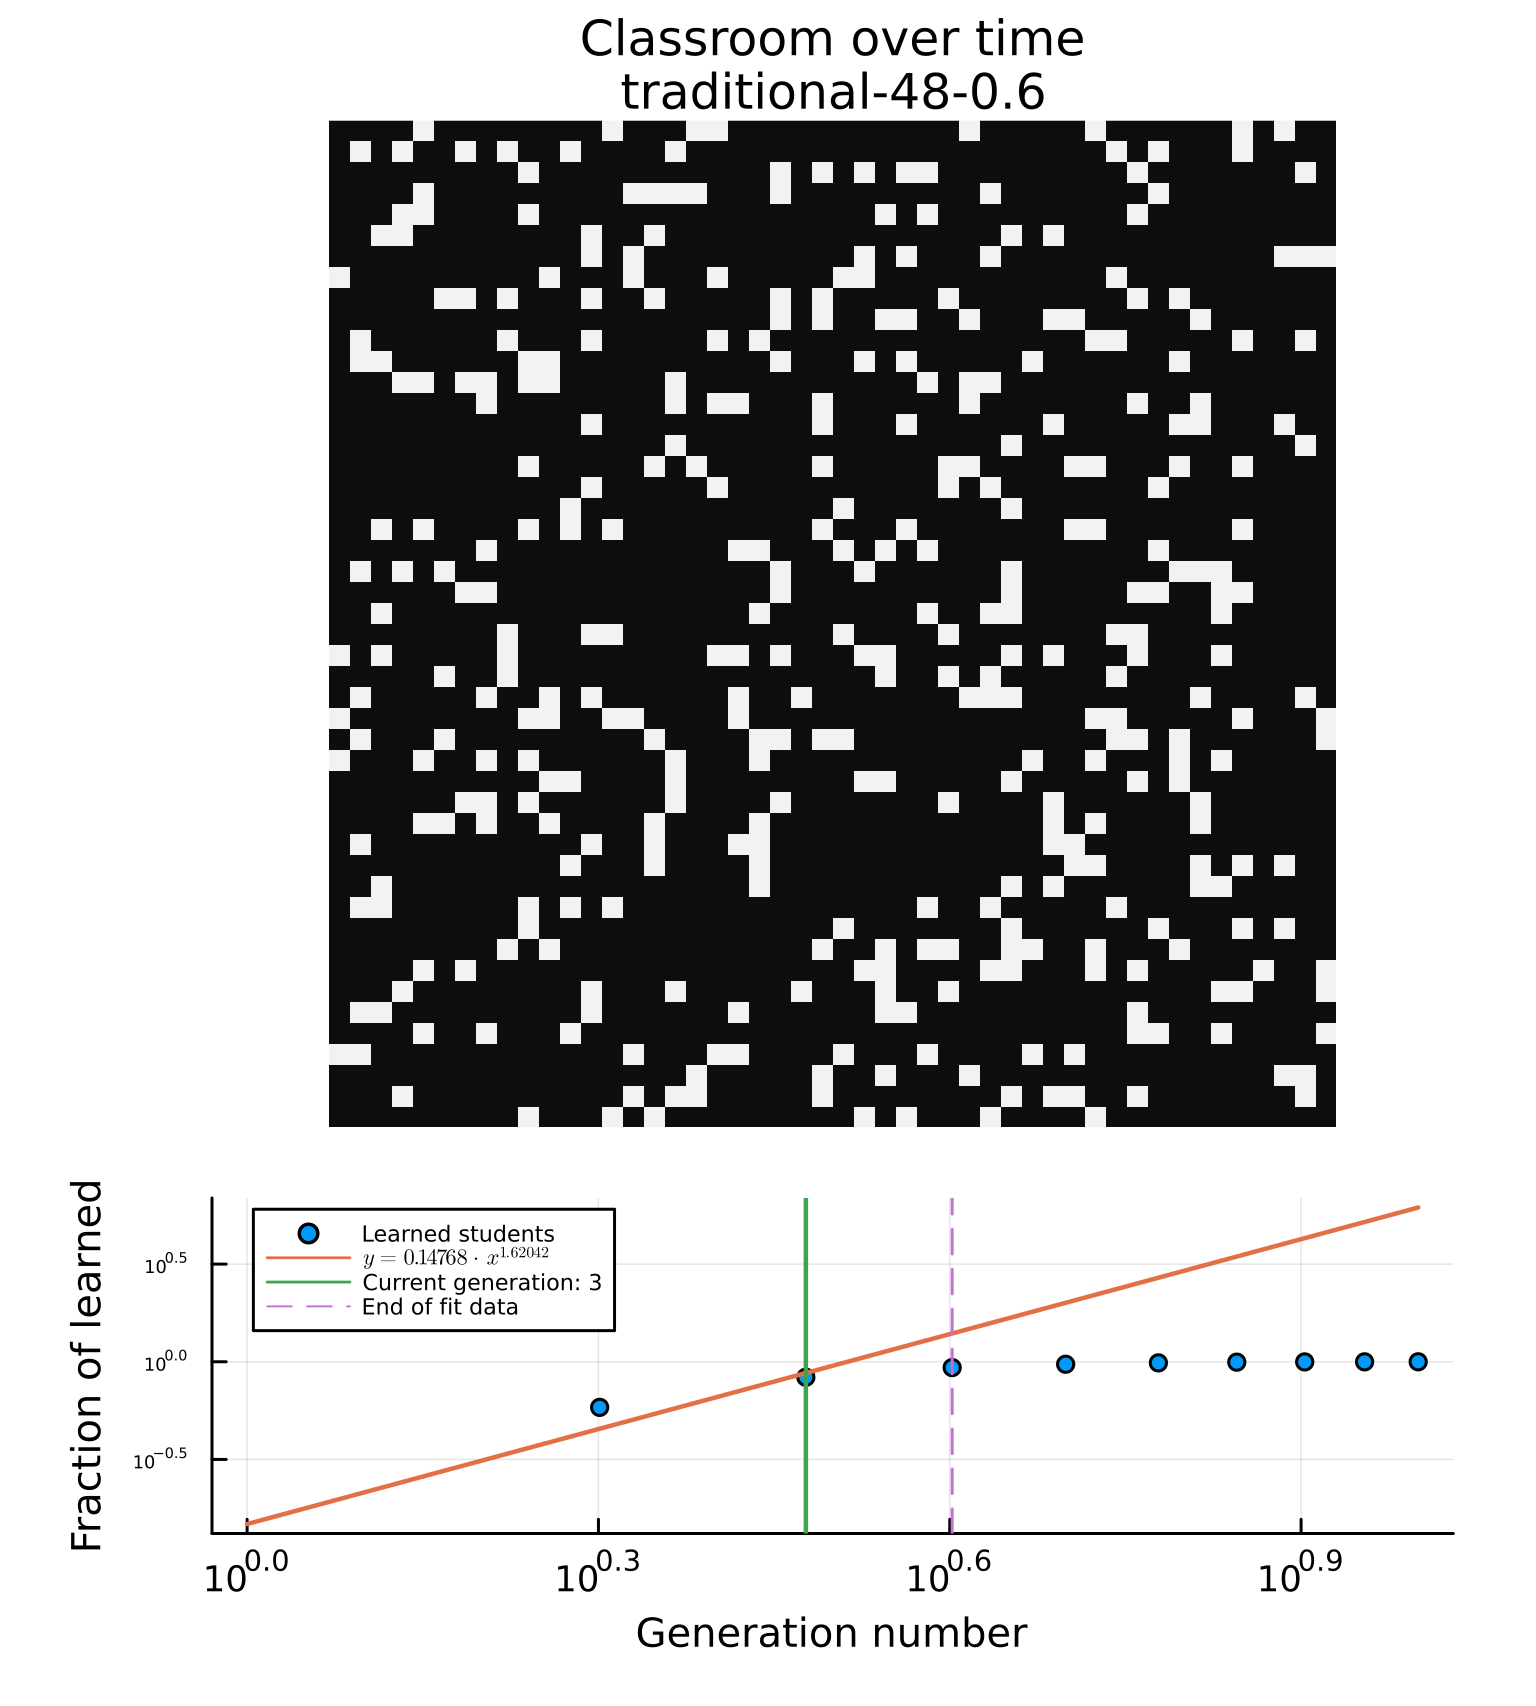 Classroom over time
traditional-48-0.6
Fraction of learned
Learned students
y = 0.14768 · x^1.62042
Current generation: 3
End of fit data
10^0.5
10^0.0
10^−0.5
10^0.0 10^0.3 10^0.6 10^0.9
Generation number